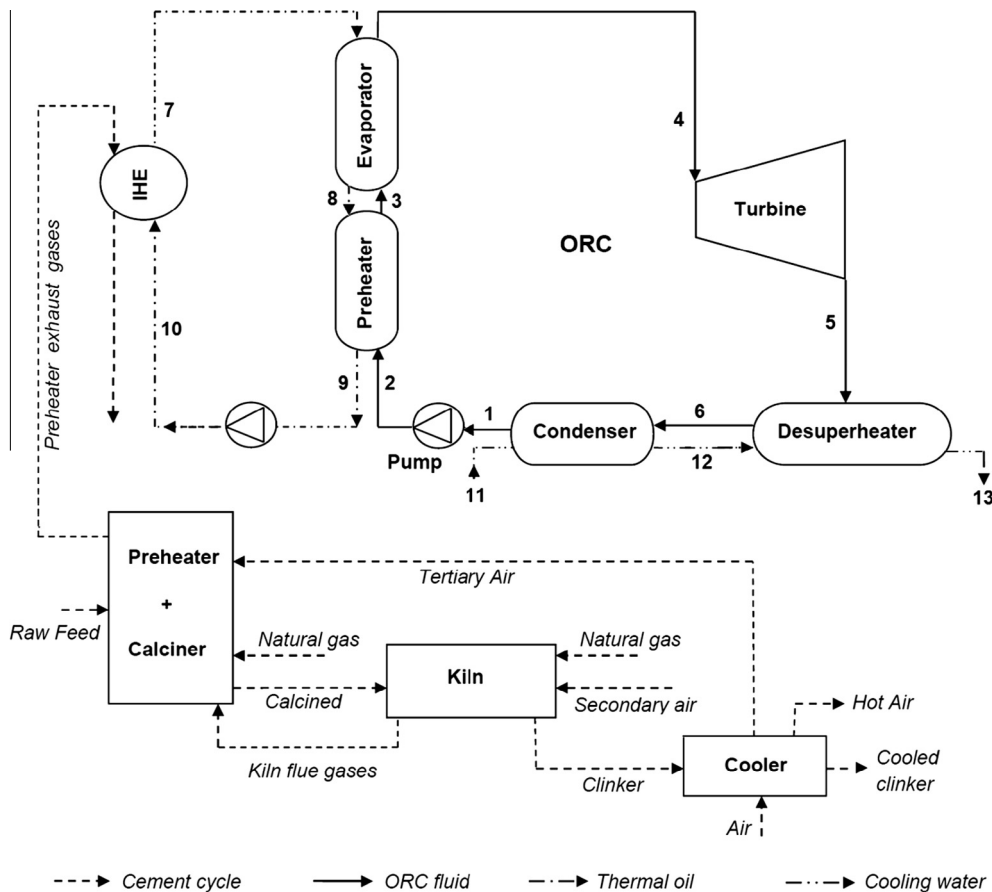 7
4
Evaporator
IHE
8
3
Turbine
ORC
Preheater
Preheater exhaust gases
10
5
9
2
1
6
Condenser
Desuperheater
Pump
12
11
13
Preheater
+
Calciner
Tertiary Air
Raw Feed
Natural gas
Natural gas
Kiln
Calcined
Secondary air
Hot Air
Kiln flue gases
Clinker
Cooler
Cooled
clinker
Air
Cement cycle
ORC fluid
Thermal oil
Cooling water